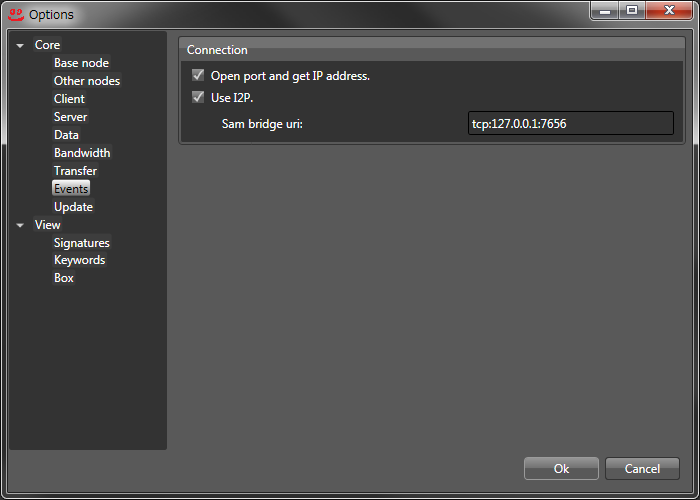 Options
Core
Base node
Other nodes
Client
Server
Data
Bandwidth
Transfer
Events
Update
View
Signatures
Keywords
Box
Connection
Open port and get IP address.
Use I2P.
Sam bridge uri: tcp:127.0.0.1:7656
Ok Cancel